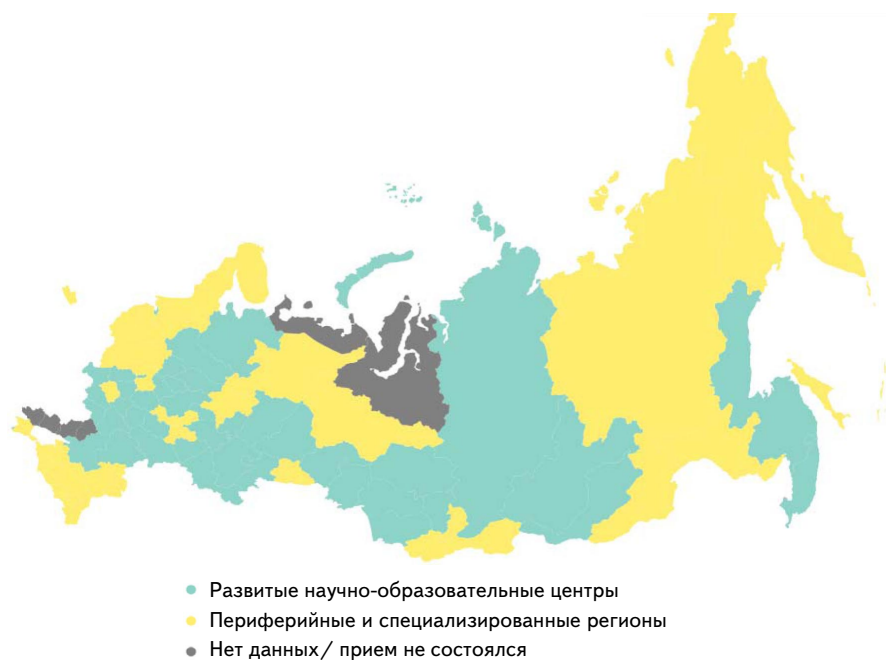 Развитые научно-образовательные центры
Периферийные и специализированные регионы
Нет данных/ прием не состоялся